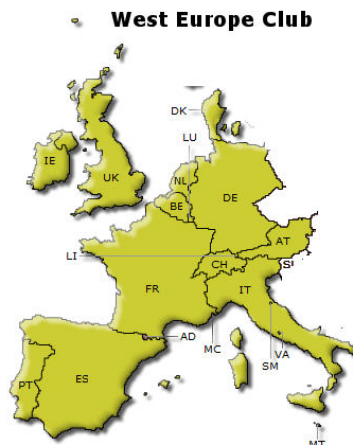 West Europe Club
DK
LU
IE
UK
NL
BE
DE
LI
CH
AT
FR
IT
AD
MC
VA
SM
PT
ES